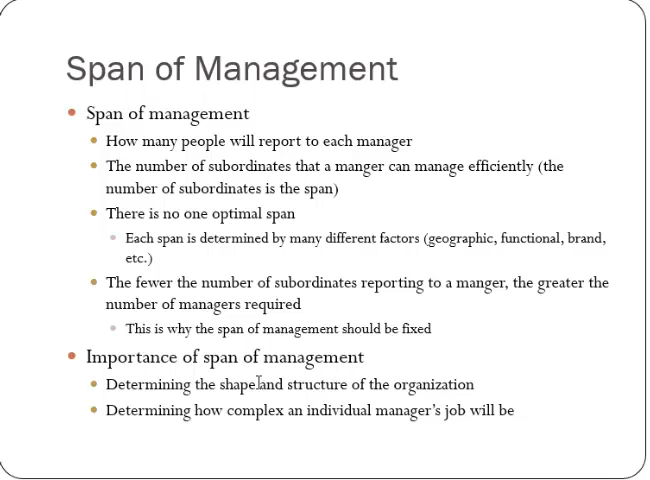 Span of Management
Span of management
How many people will report to each manager
The number of subordinates that a manger can manage efficiently (the
number of subordinates is the span)
There is no one optimal span
Each span is determined by many different factors (geographic, functional, brand,
etc.)
The fewer the number of subordinates reporting to a manger, the greater the
number of managers required
This is why the span of management should be fixed
Importance of span of management
Determining the shape and structure of the organization
Determining how complex an individual manager's job will be